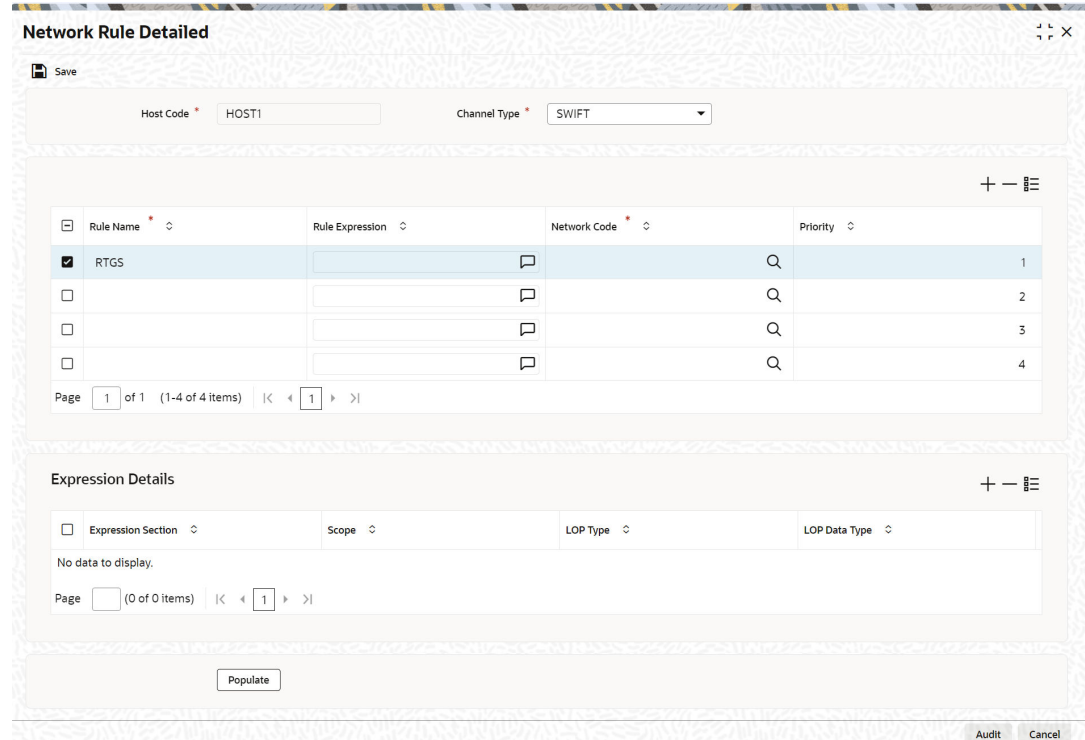 Network Rule Detailed
Save
Host Code * HOST1 Channel Type * SWIFT
Rule Name * Rule Expression Network Code * Priority
RTGS 1
2
3
4
Page 1 of 1 (1-4 of 4 items) 1
Expression Details
Expression Section Scope LOP Type LOP Data Type
No data to display.
Page (0 of 0 items) 1
Populate
Audit Cancel